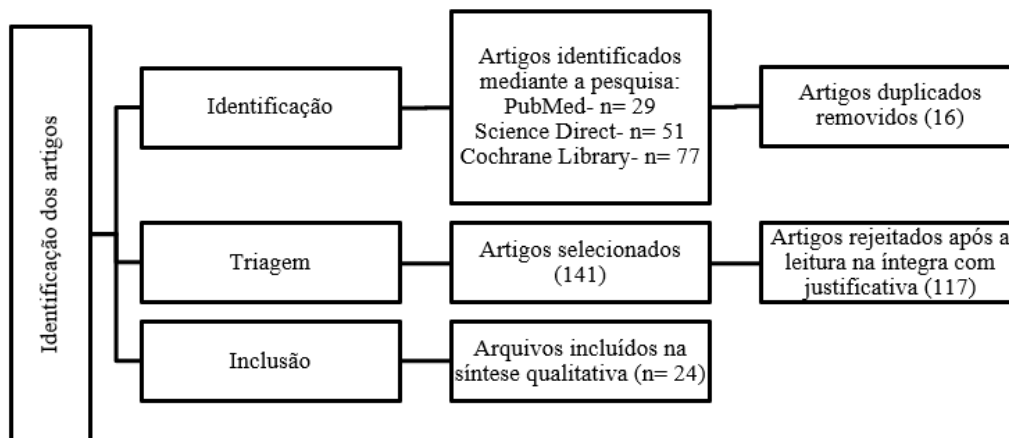 Identificação dos artigos
Identificação
Artigos identificados
mediante a pesquisa:
PubMed- n= 29
Science Direct- n= 51
Cochrane Library- n= 77
Artigos duplicados
removidos (16)
Triagem
Artigos selecionados
(141)
Artigos rejeitados após a
leitura na íntegra com
justificativa (117)
Inclusão
Arquivos incluídos na
síntese qualitativa (n= 24)